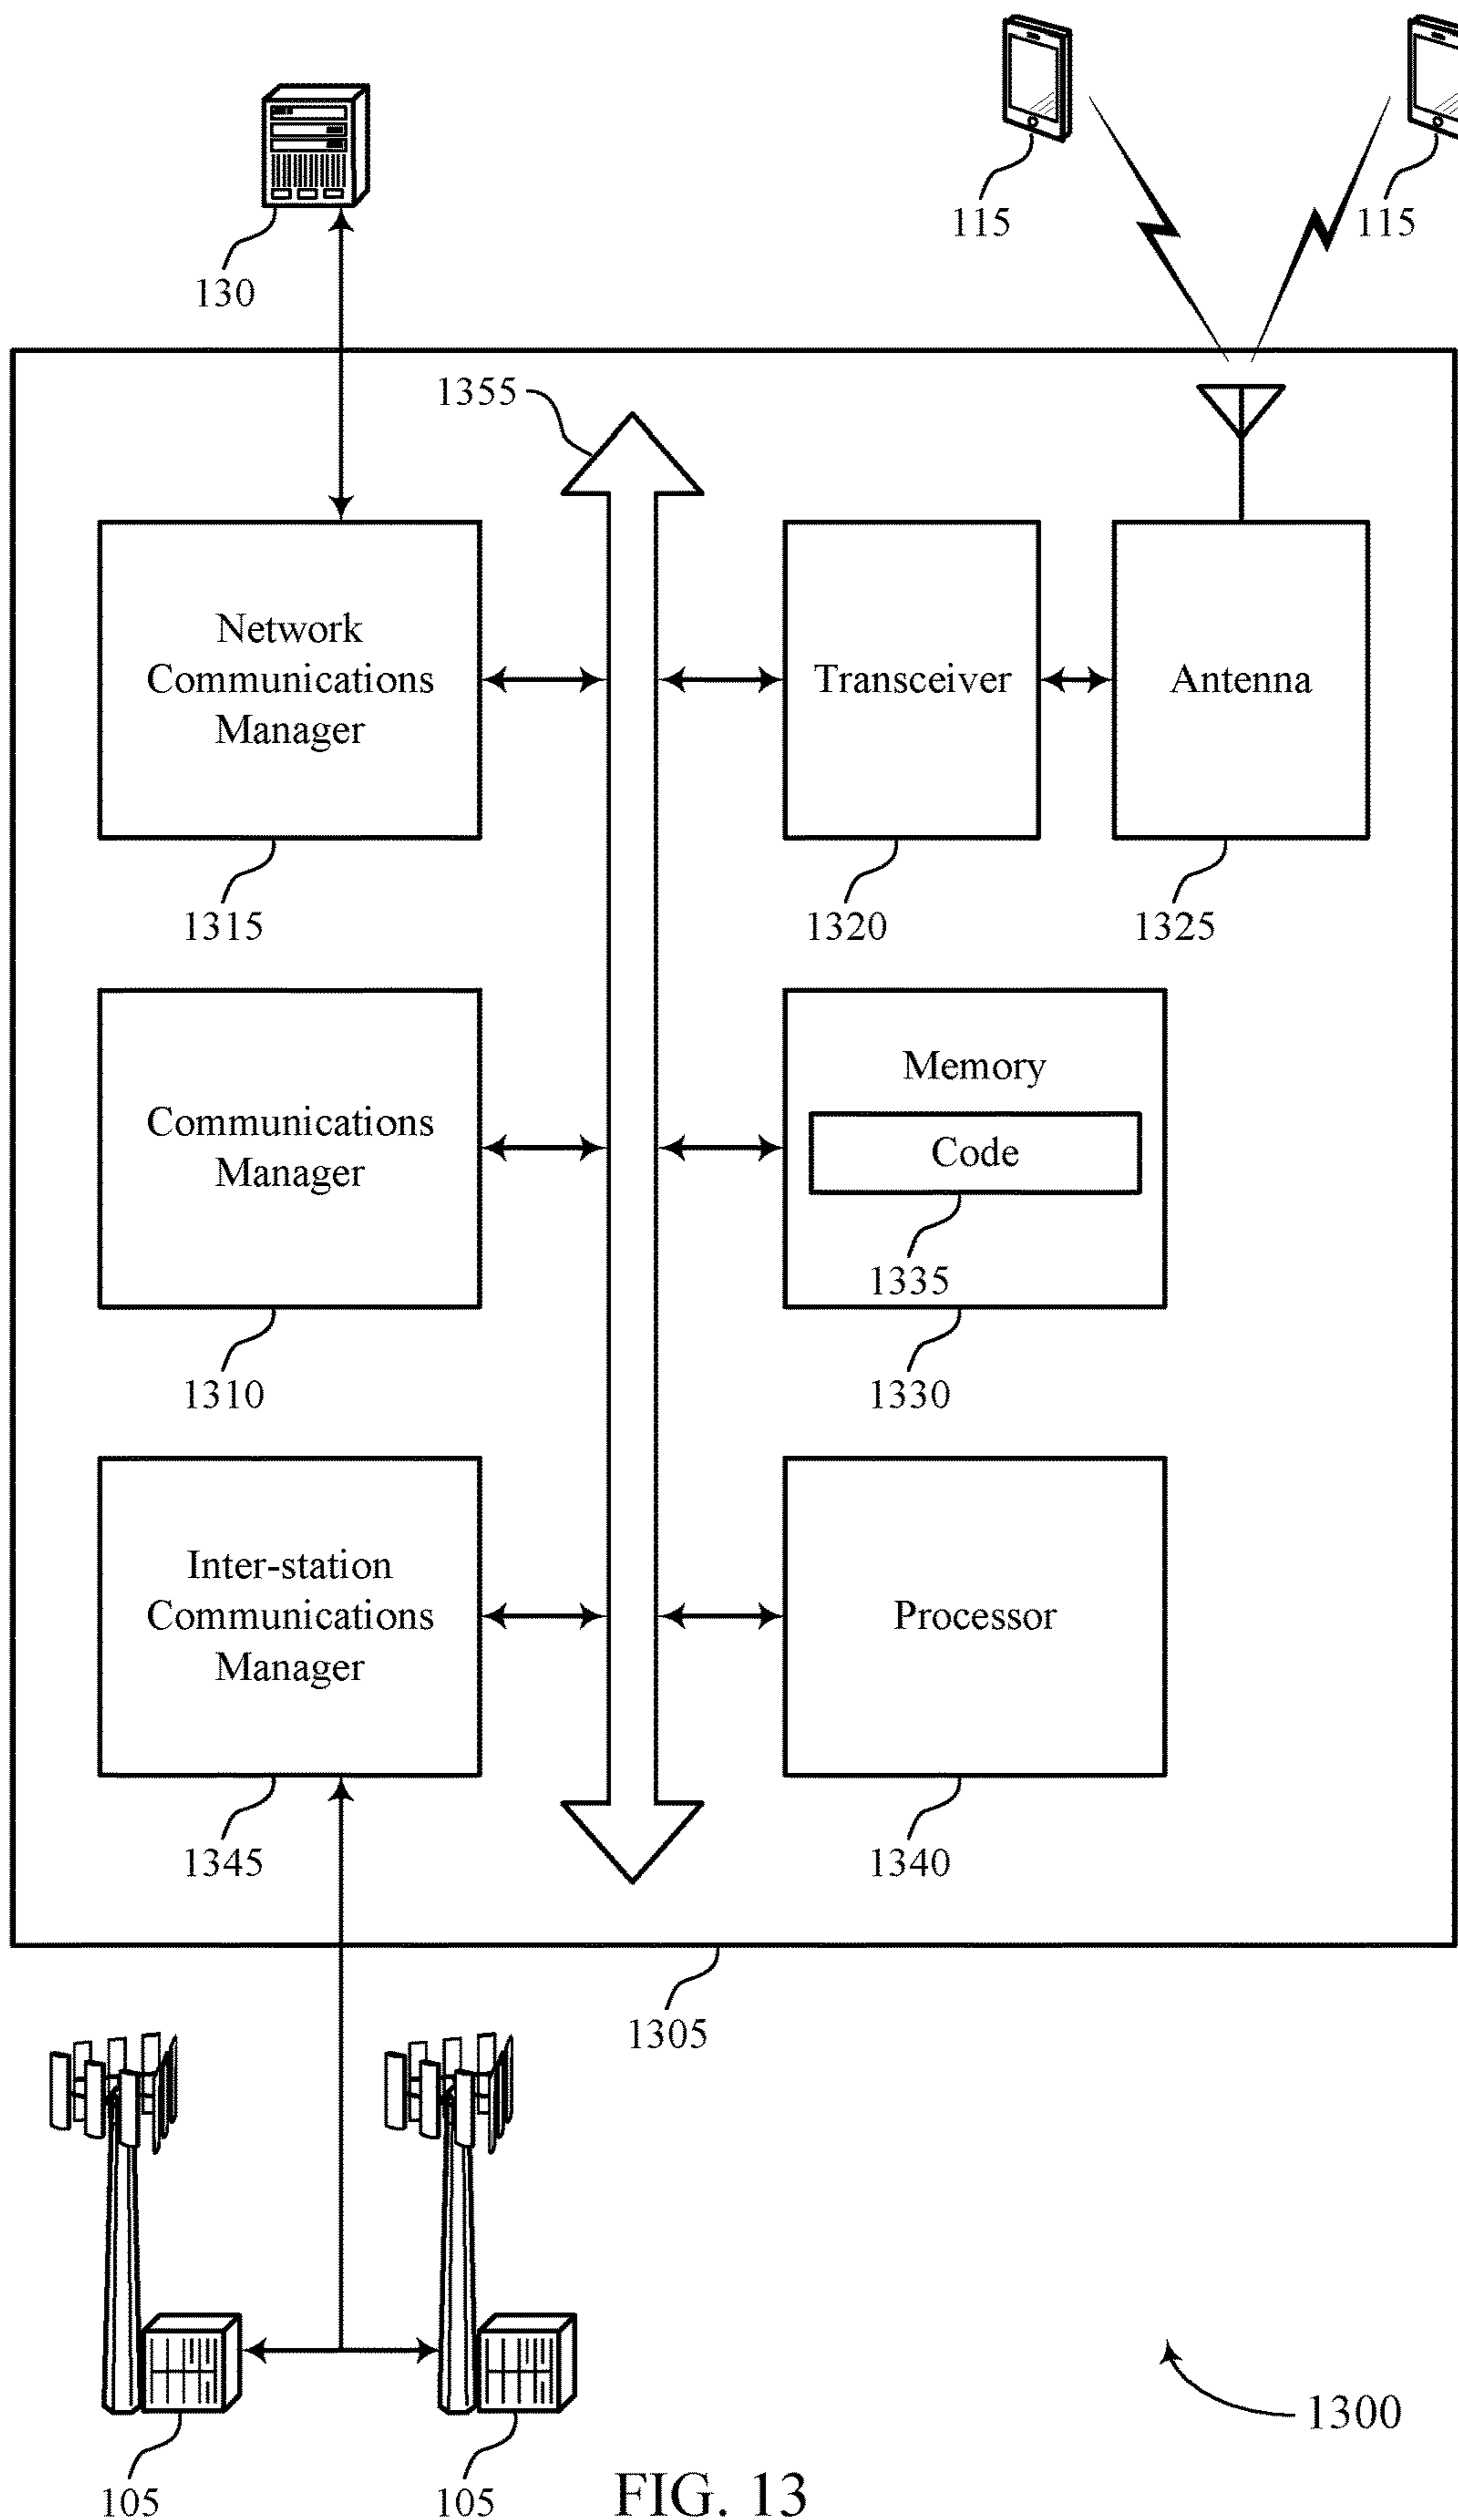 115
115
130
1355
Network
Communications
Manager
Transceiver
Antenna
1315
1320
1325
Communications
Manager
Memory
Code
1335
1310
1330
Inter-station
Communications
Manager
Processor
1345
1340
1305
1300
105
105
FIG. 13